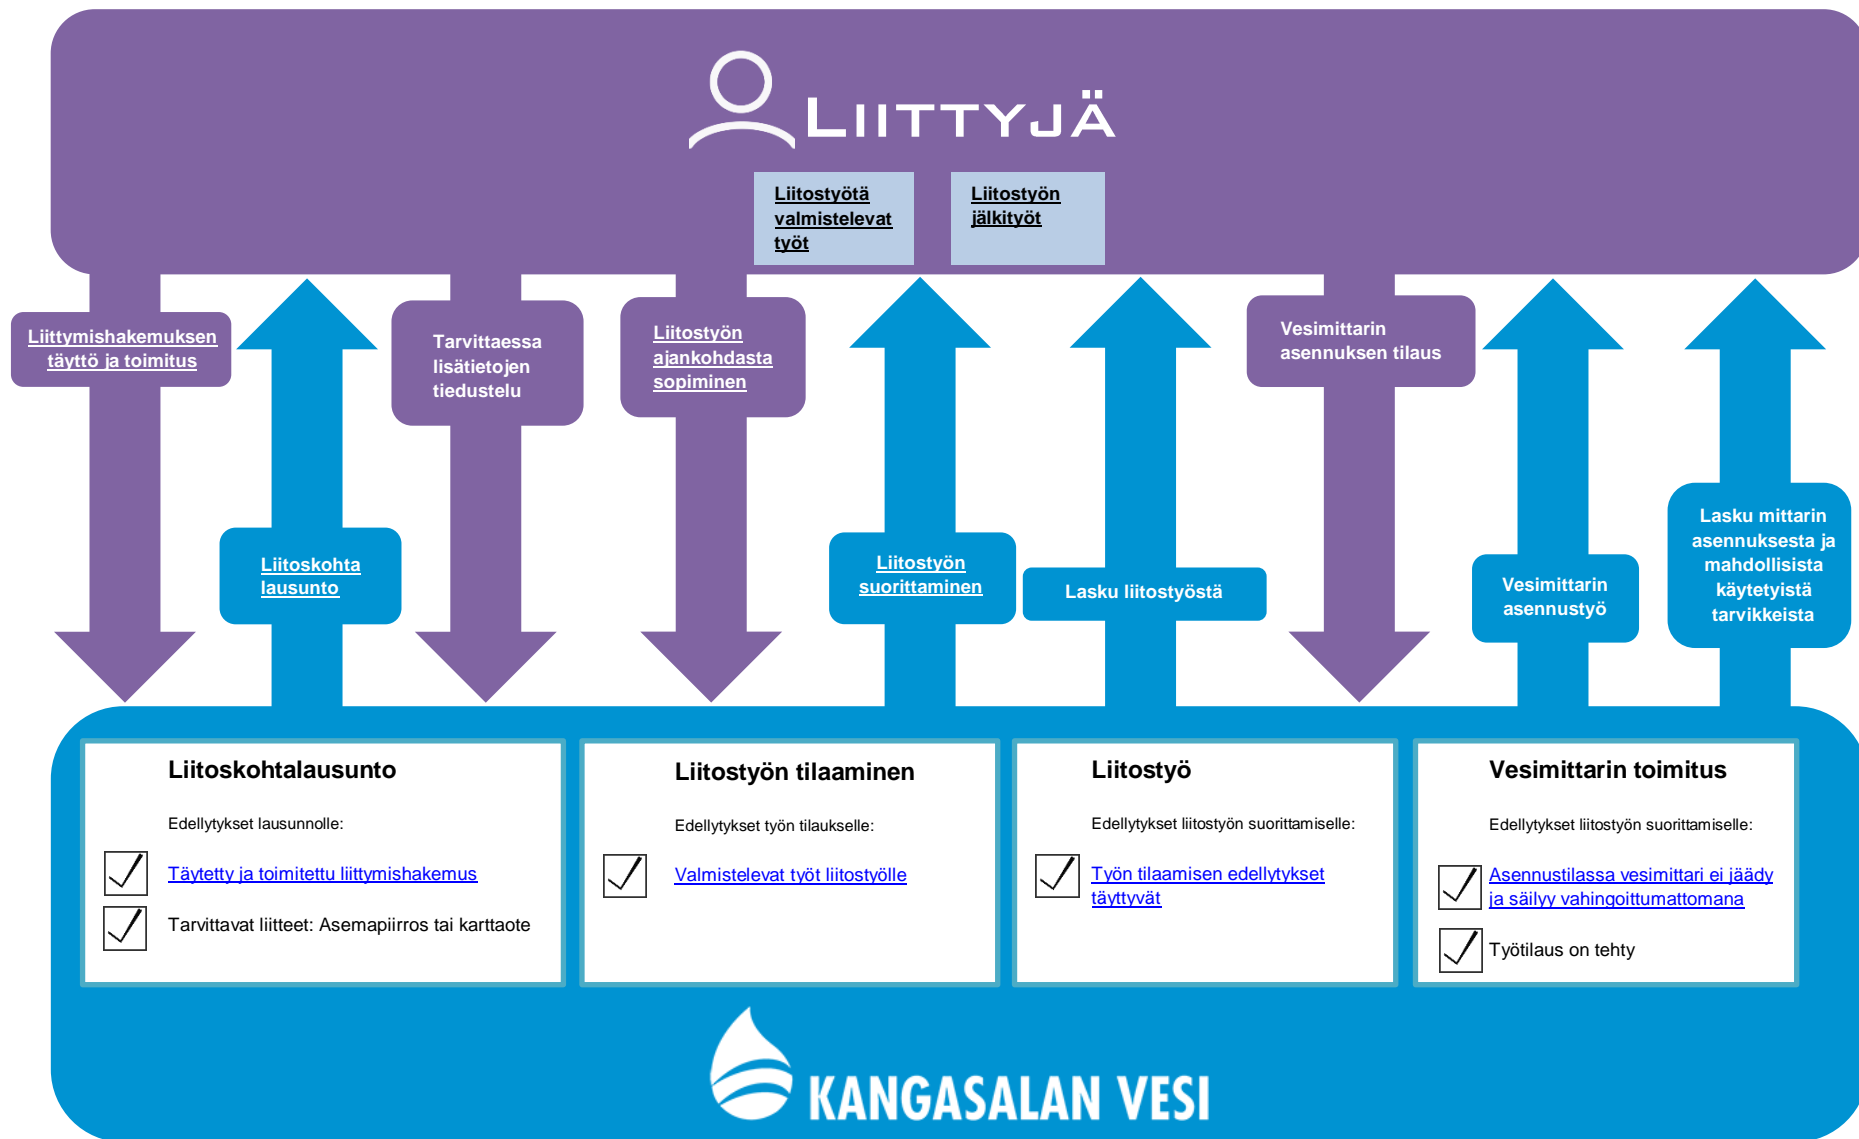 LIITTYJÄ
Liitostyötä
valmistelevat
työt
Liitostyön
jälkityöt
Liittymishakemuksen
täyttö ja toimitus
Tarvittaessa
lisätietojen
tiedustelu
Liitostyön
ajankohdasta
sopiminen
Vesimittarin
asennuksen tilaus
Liitoskohta
lausunto
Liitostyön
suorittaminen
Lasku liitostyöstä
Vesimittarin
asennustyö
Lasku mittarin
asennuksesta ja
mahdollisista
käytetyistä
tarvikkeista
Liitoskohtalausunto
Edellytykset lausunnolle:
Täytetty ja toimitettu liittymishakemus
Tarvittavat liitteet: Asemapiirros tai karttaote
Liitostyön tilaaminen
Edellytykset työn tilaukselle:
Valmistelevat työt liitostyölle
Liitostyö
Edellytykset liitostyön suorittamiselle:
Työn tilaamisen edellytykset
täyttyvät
Vesimittarin toimitus
Edellytykset liitostyön suorittamiselle:
Asennustilassa vesimittari ei jäädy
ja säilyy vahingoittumattomana
Työtilaus on tehty
KANGASALAN VESI